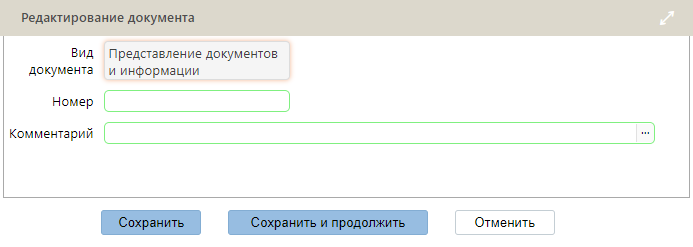 Редактирование документа
Вид
документа
Представление документов
и информации
Номер
Комментарий
...
Сохранить
Сохранить и продолжить
Отменить